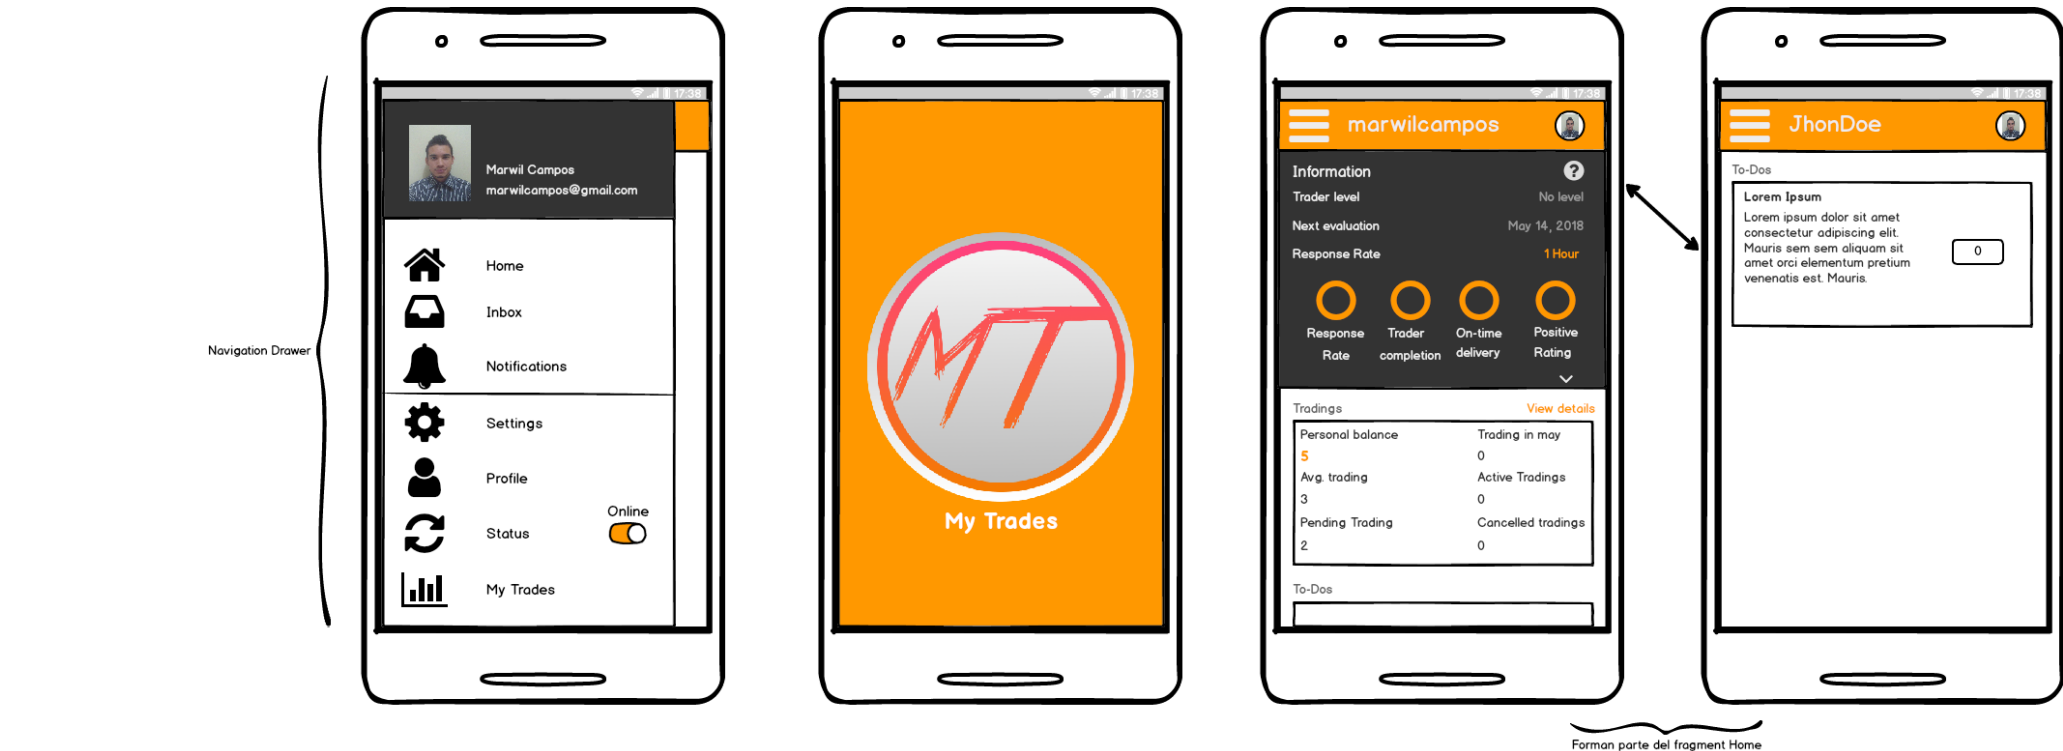 Navigation Drawer
17:38
Marwil Campos
marwilcampos@gmail.com
Home
Inbox
Notifications
Settings
Profile
Online
Status
My Trades
17:38
MT
My Trades
17:38
marwilcampos
Information
?
Trader level
No level
Next evaluation
May 14, 2018
Response Rate
1 Hour
Response
Rate
Trader
completion
On-time
delivery
Positive
Rating
Tradings
View details
Personal balance
Trading in may
5
0
Avg. trading
Active Tradings
3
0
Pending Trading
Cancelled tradings
2
0
To-Dos
17:38
JhonDoe
To-Dos
Lorem Ipsum
Lorem ipsum dolor sit amet
consectetur adipiscing elit.
Mauris sem sem aliquam sit
amet orci elementum pretium
venenatis est. Mauris.
0
Forman parte del fragment Home